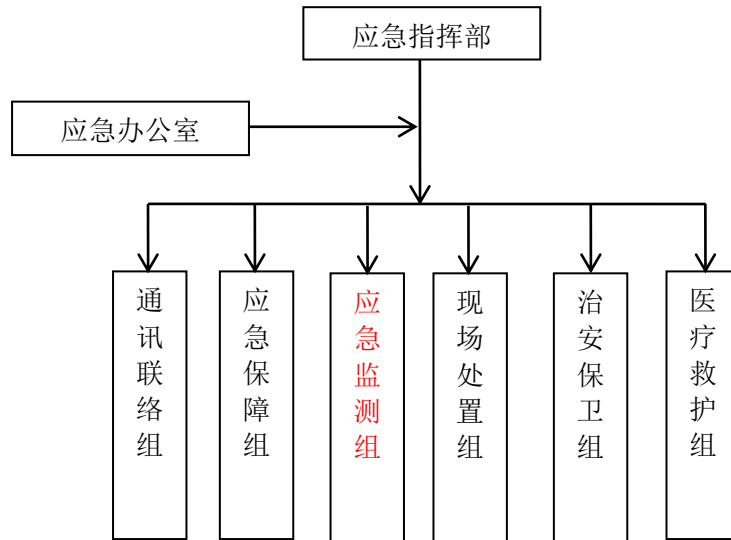 应急指挥部
应急办公室
通讯联络组
应急保障组
应急监测组
现场处置组
治安保卫组
医疗救护组